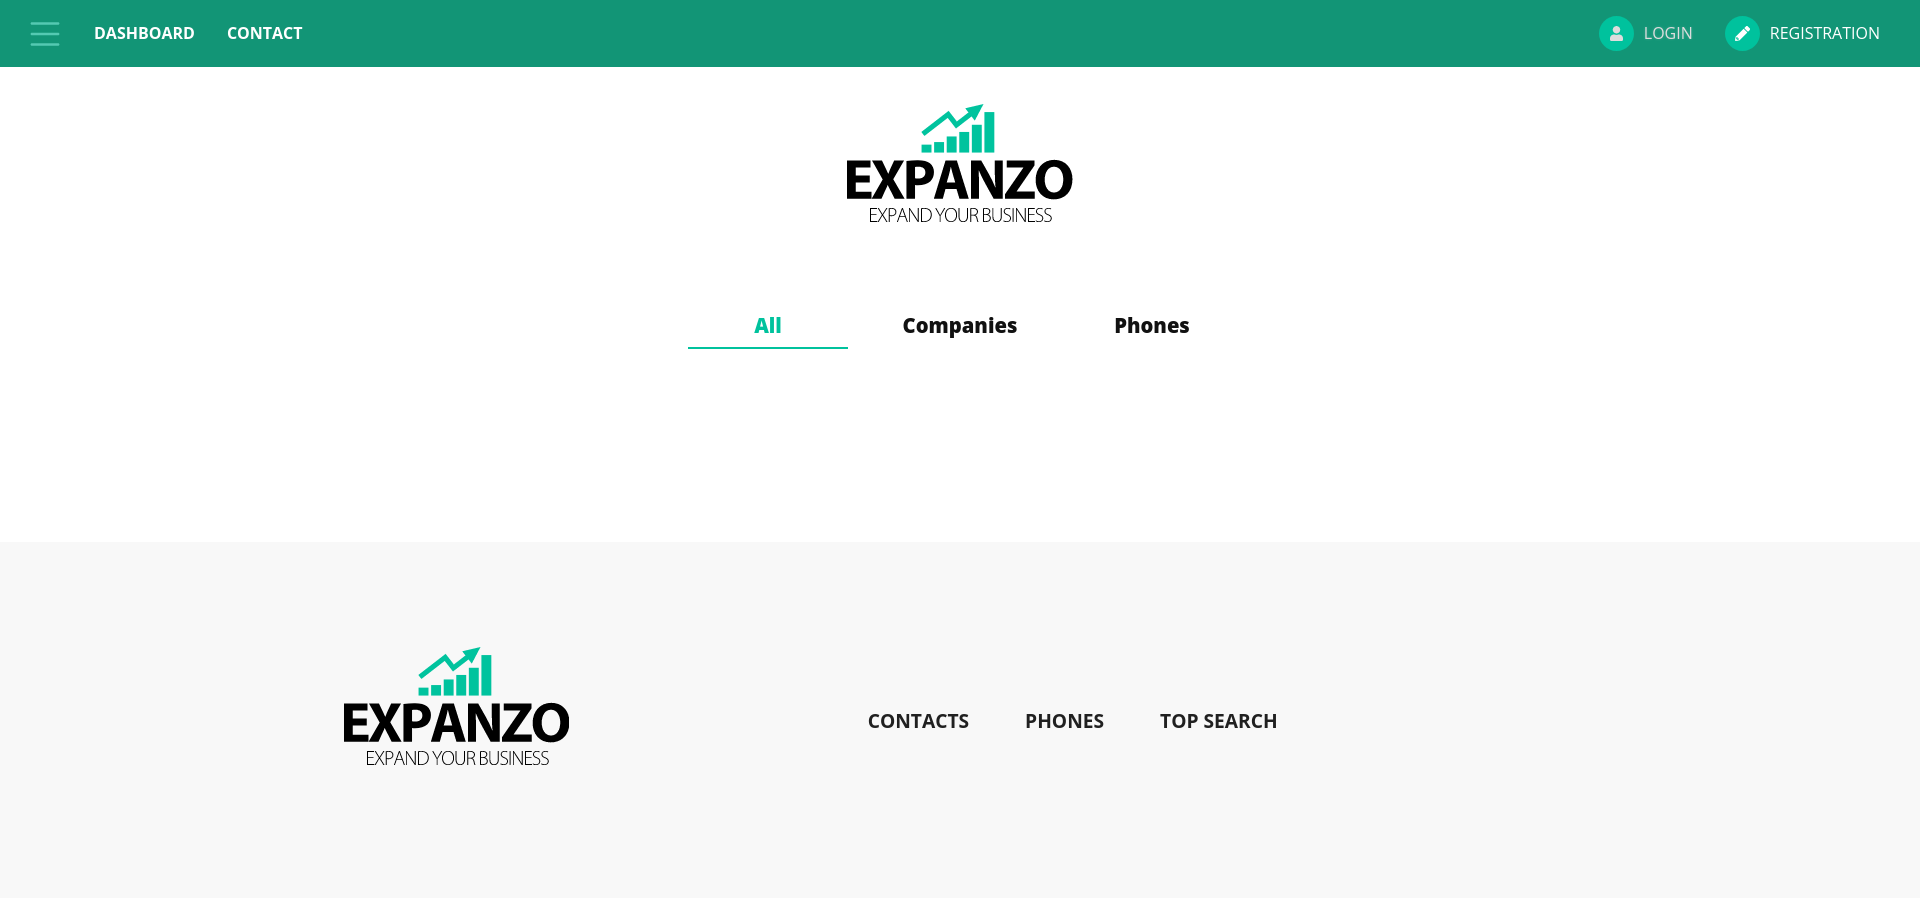 DASHBOARD CONTACT LOGIN REGISTRATION
EXPANZO
EXPAND YOUR BUSINESS
All Companies Phones
EXPANZO
EXPAND YOUR BUSINESS
CONTACTS PHONES TOP SEARCH